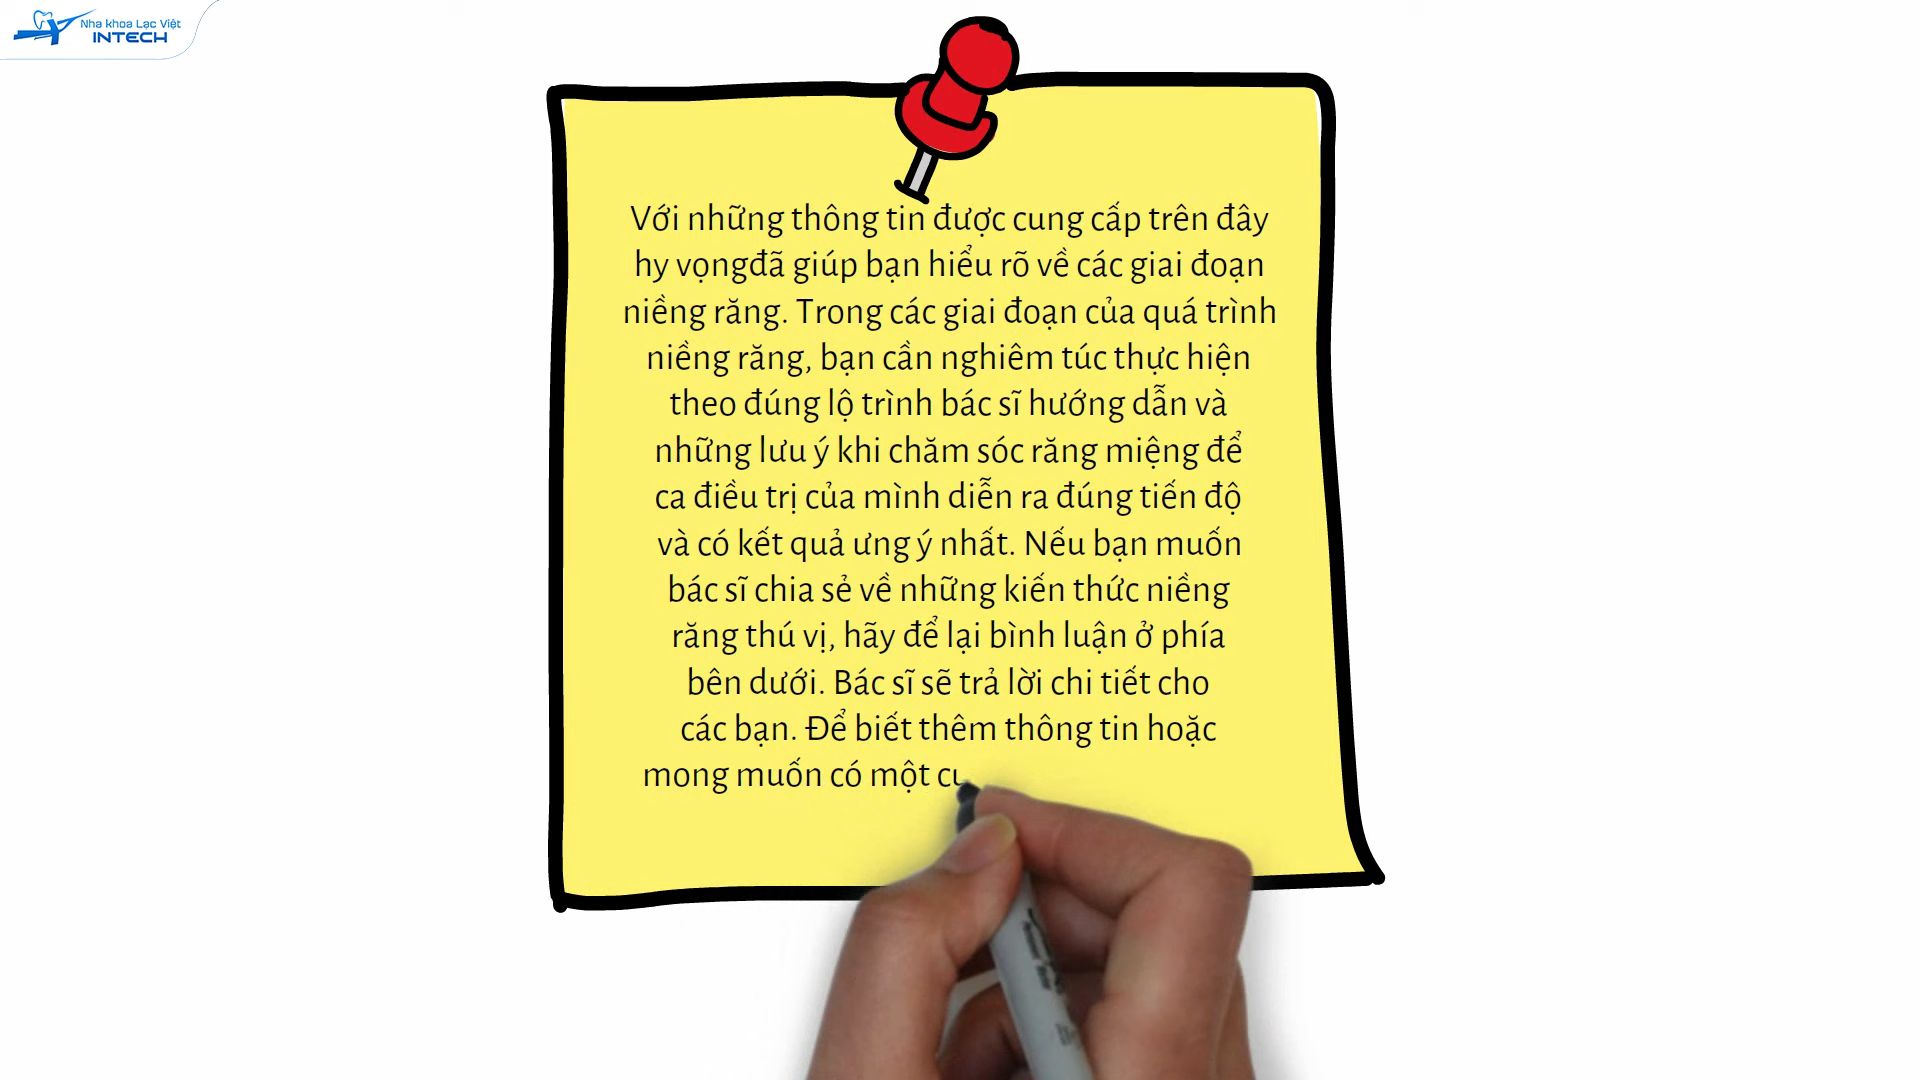 Nha khoa Lạc Việt
INTECH
Với những thông tin được cung cấp trên đây
hy vọngđã giúp bạn hiểu rõ về các giai đoạn
niềng răng. Trong các giai đoạn của quá trình
niềng răng, bạn cần nghiêm túc thực hiện
theo đúng lộ trình bác sĩ hướng dẫn và
những lưu ý khi chăm sóc răng miệng để
ca điều trị của mình diễn ra đúng tiến độ
và có kết quả ưng ý nhất. Nếu bạn muốn
bác sĩ chia sẻ về những kiến thức niềng
răng thú vị, hãy để lại bình luận ở phía
bên dưới. Bác sĩ sẽ trả lời chi tiết cho
các bạn. Để biết thêm thông tin hoặc
mong muốn có một